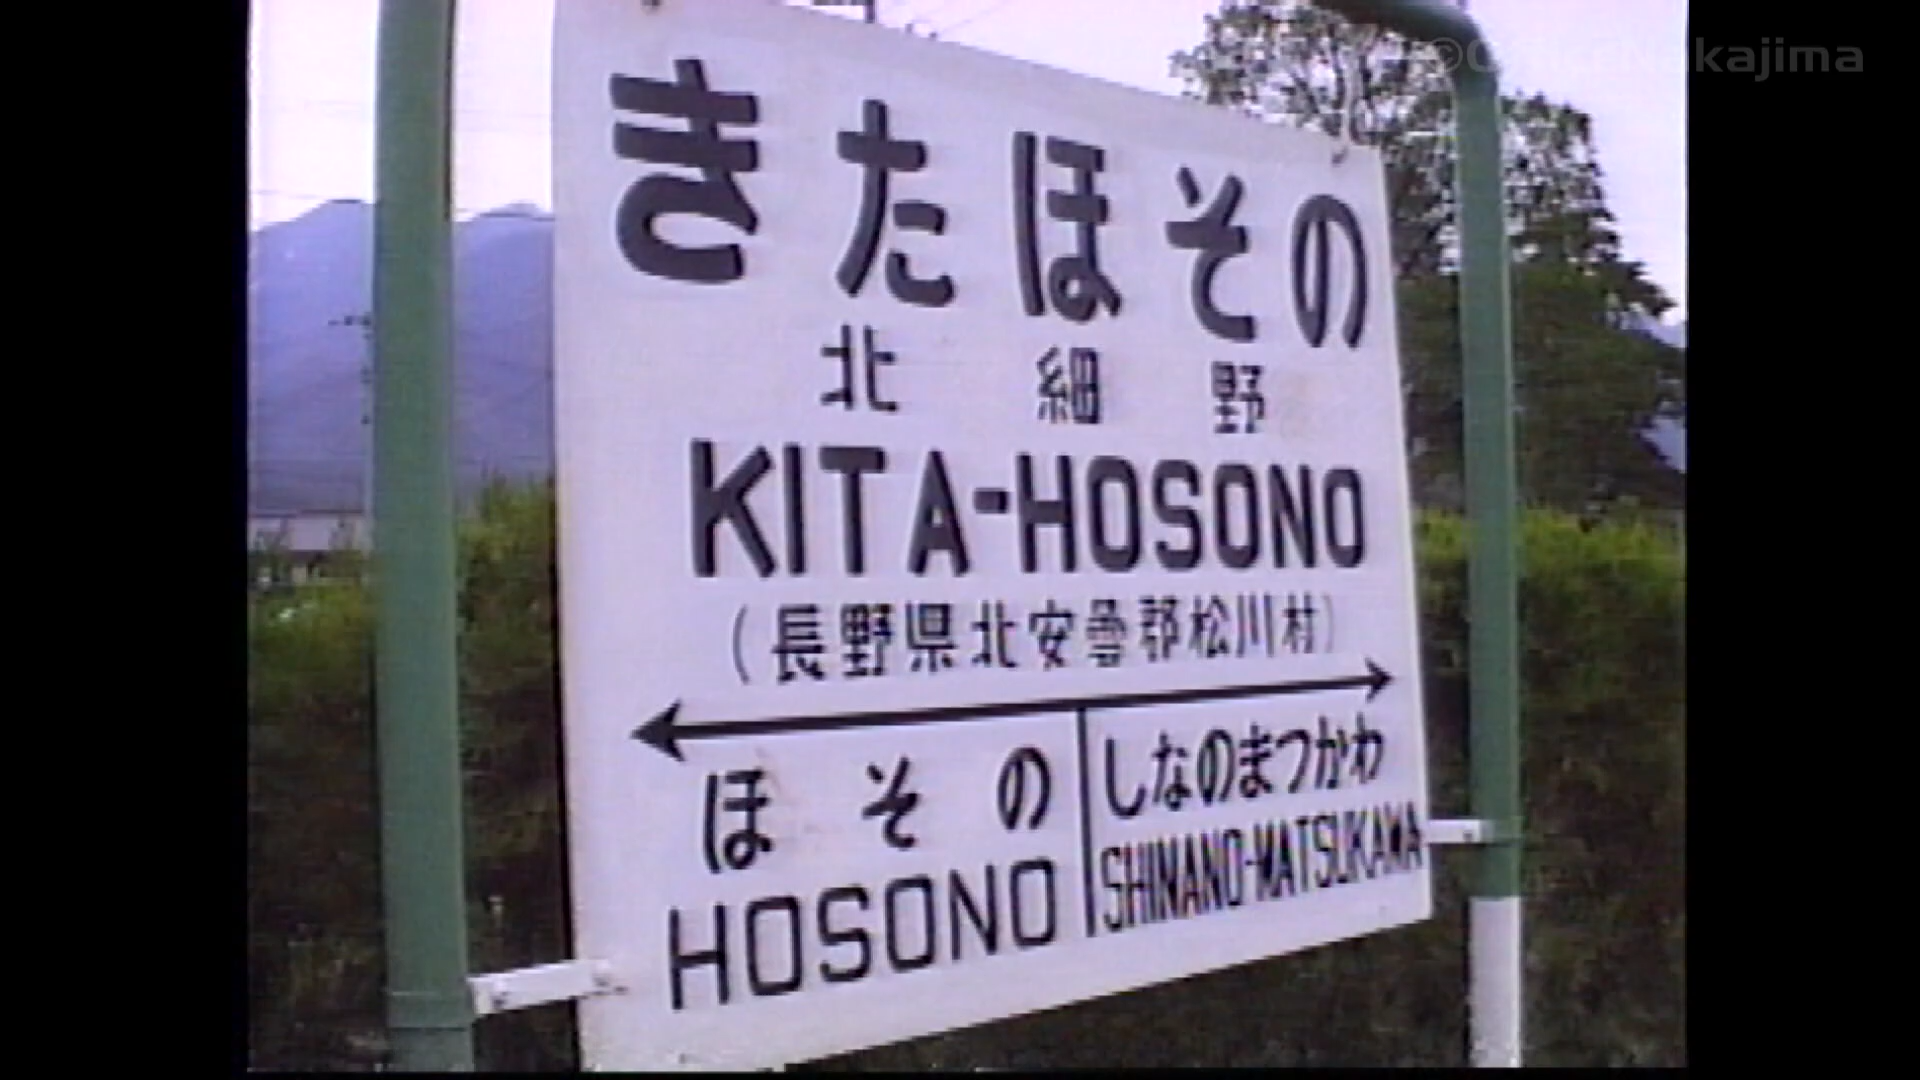 きたほその
北細野
KITA-HOSONO
(長野県北安曇郡松川村)
ほその
しなのまつかわ
HOSONO
SHINANO-MATSUKAWA